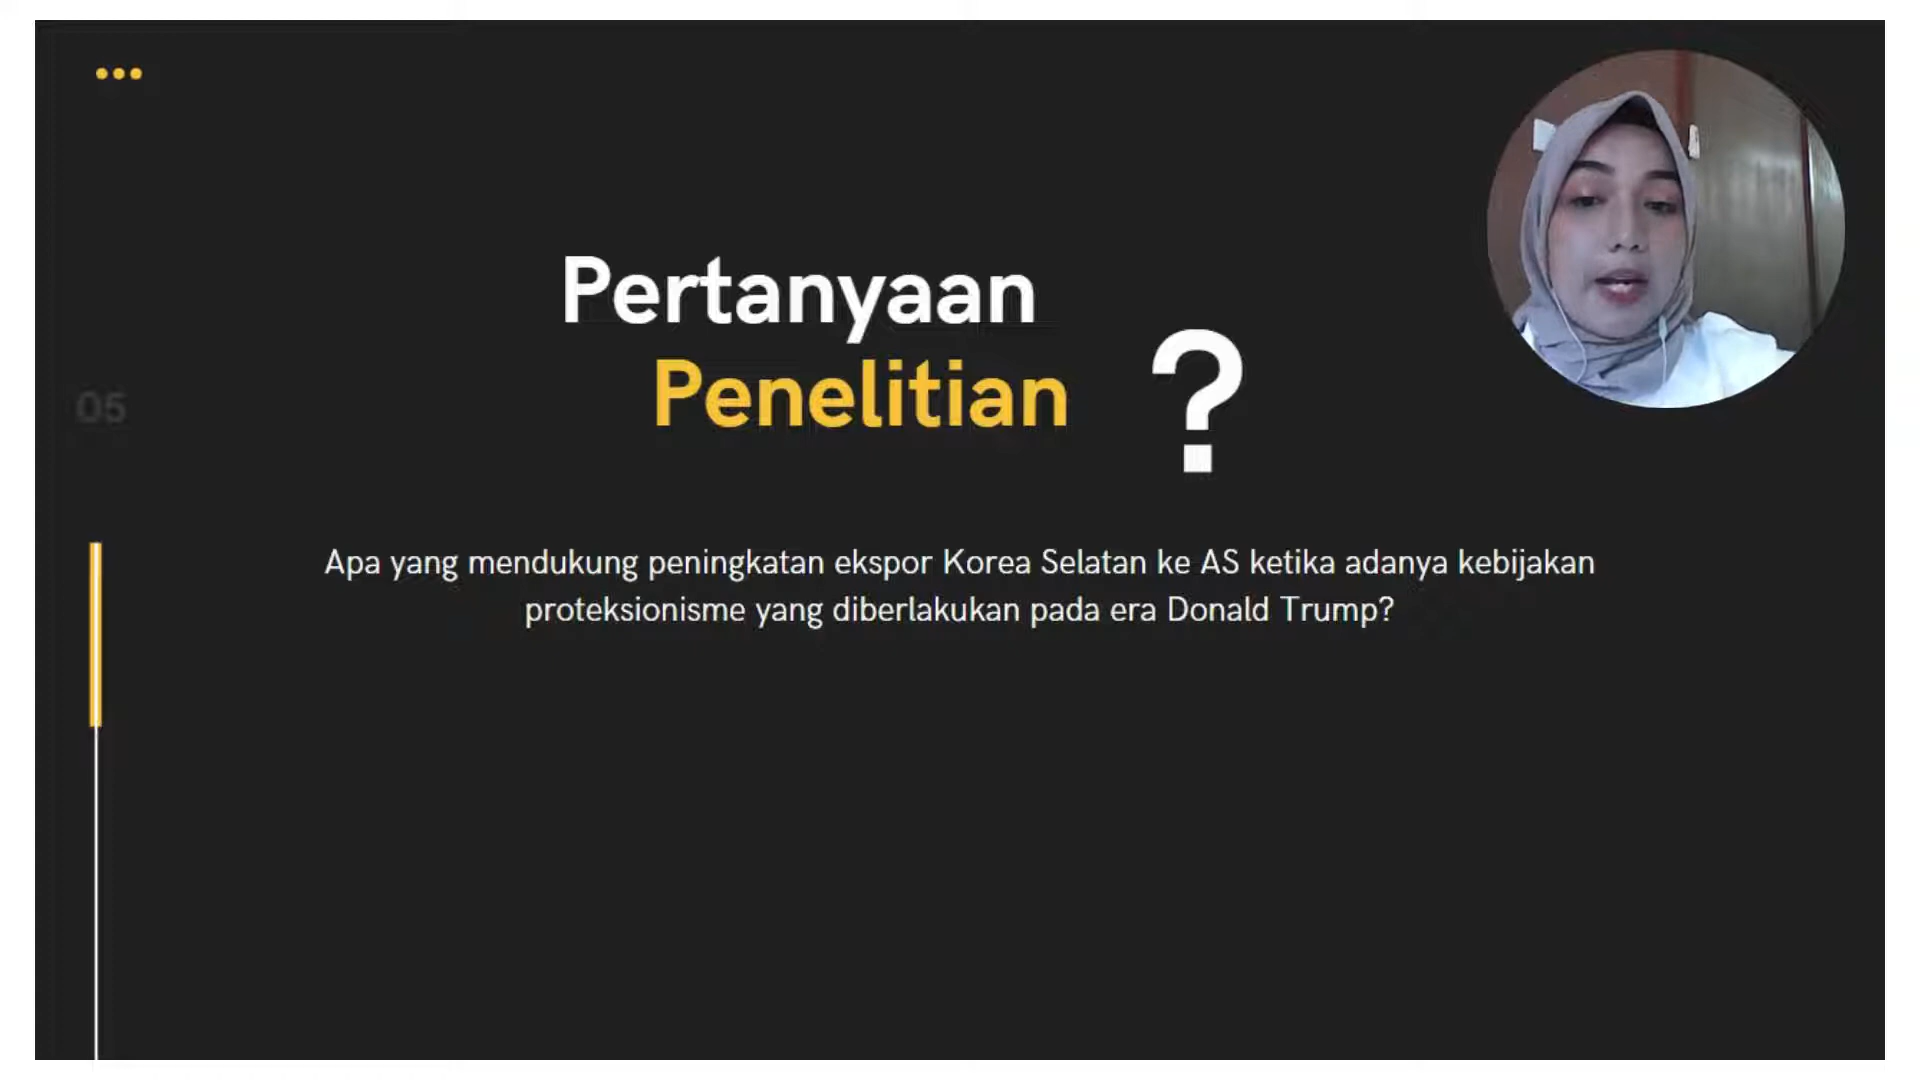 Pertanyaan
Penelitian
?
05
Apa yang mendukung peningkatan ekspor Korea Selatan ke AS ketika adanya kebijakan
proteksionisme yang diberlakukan pada era Donald Trump?